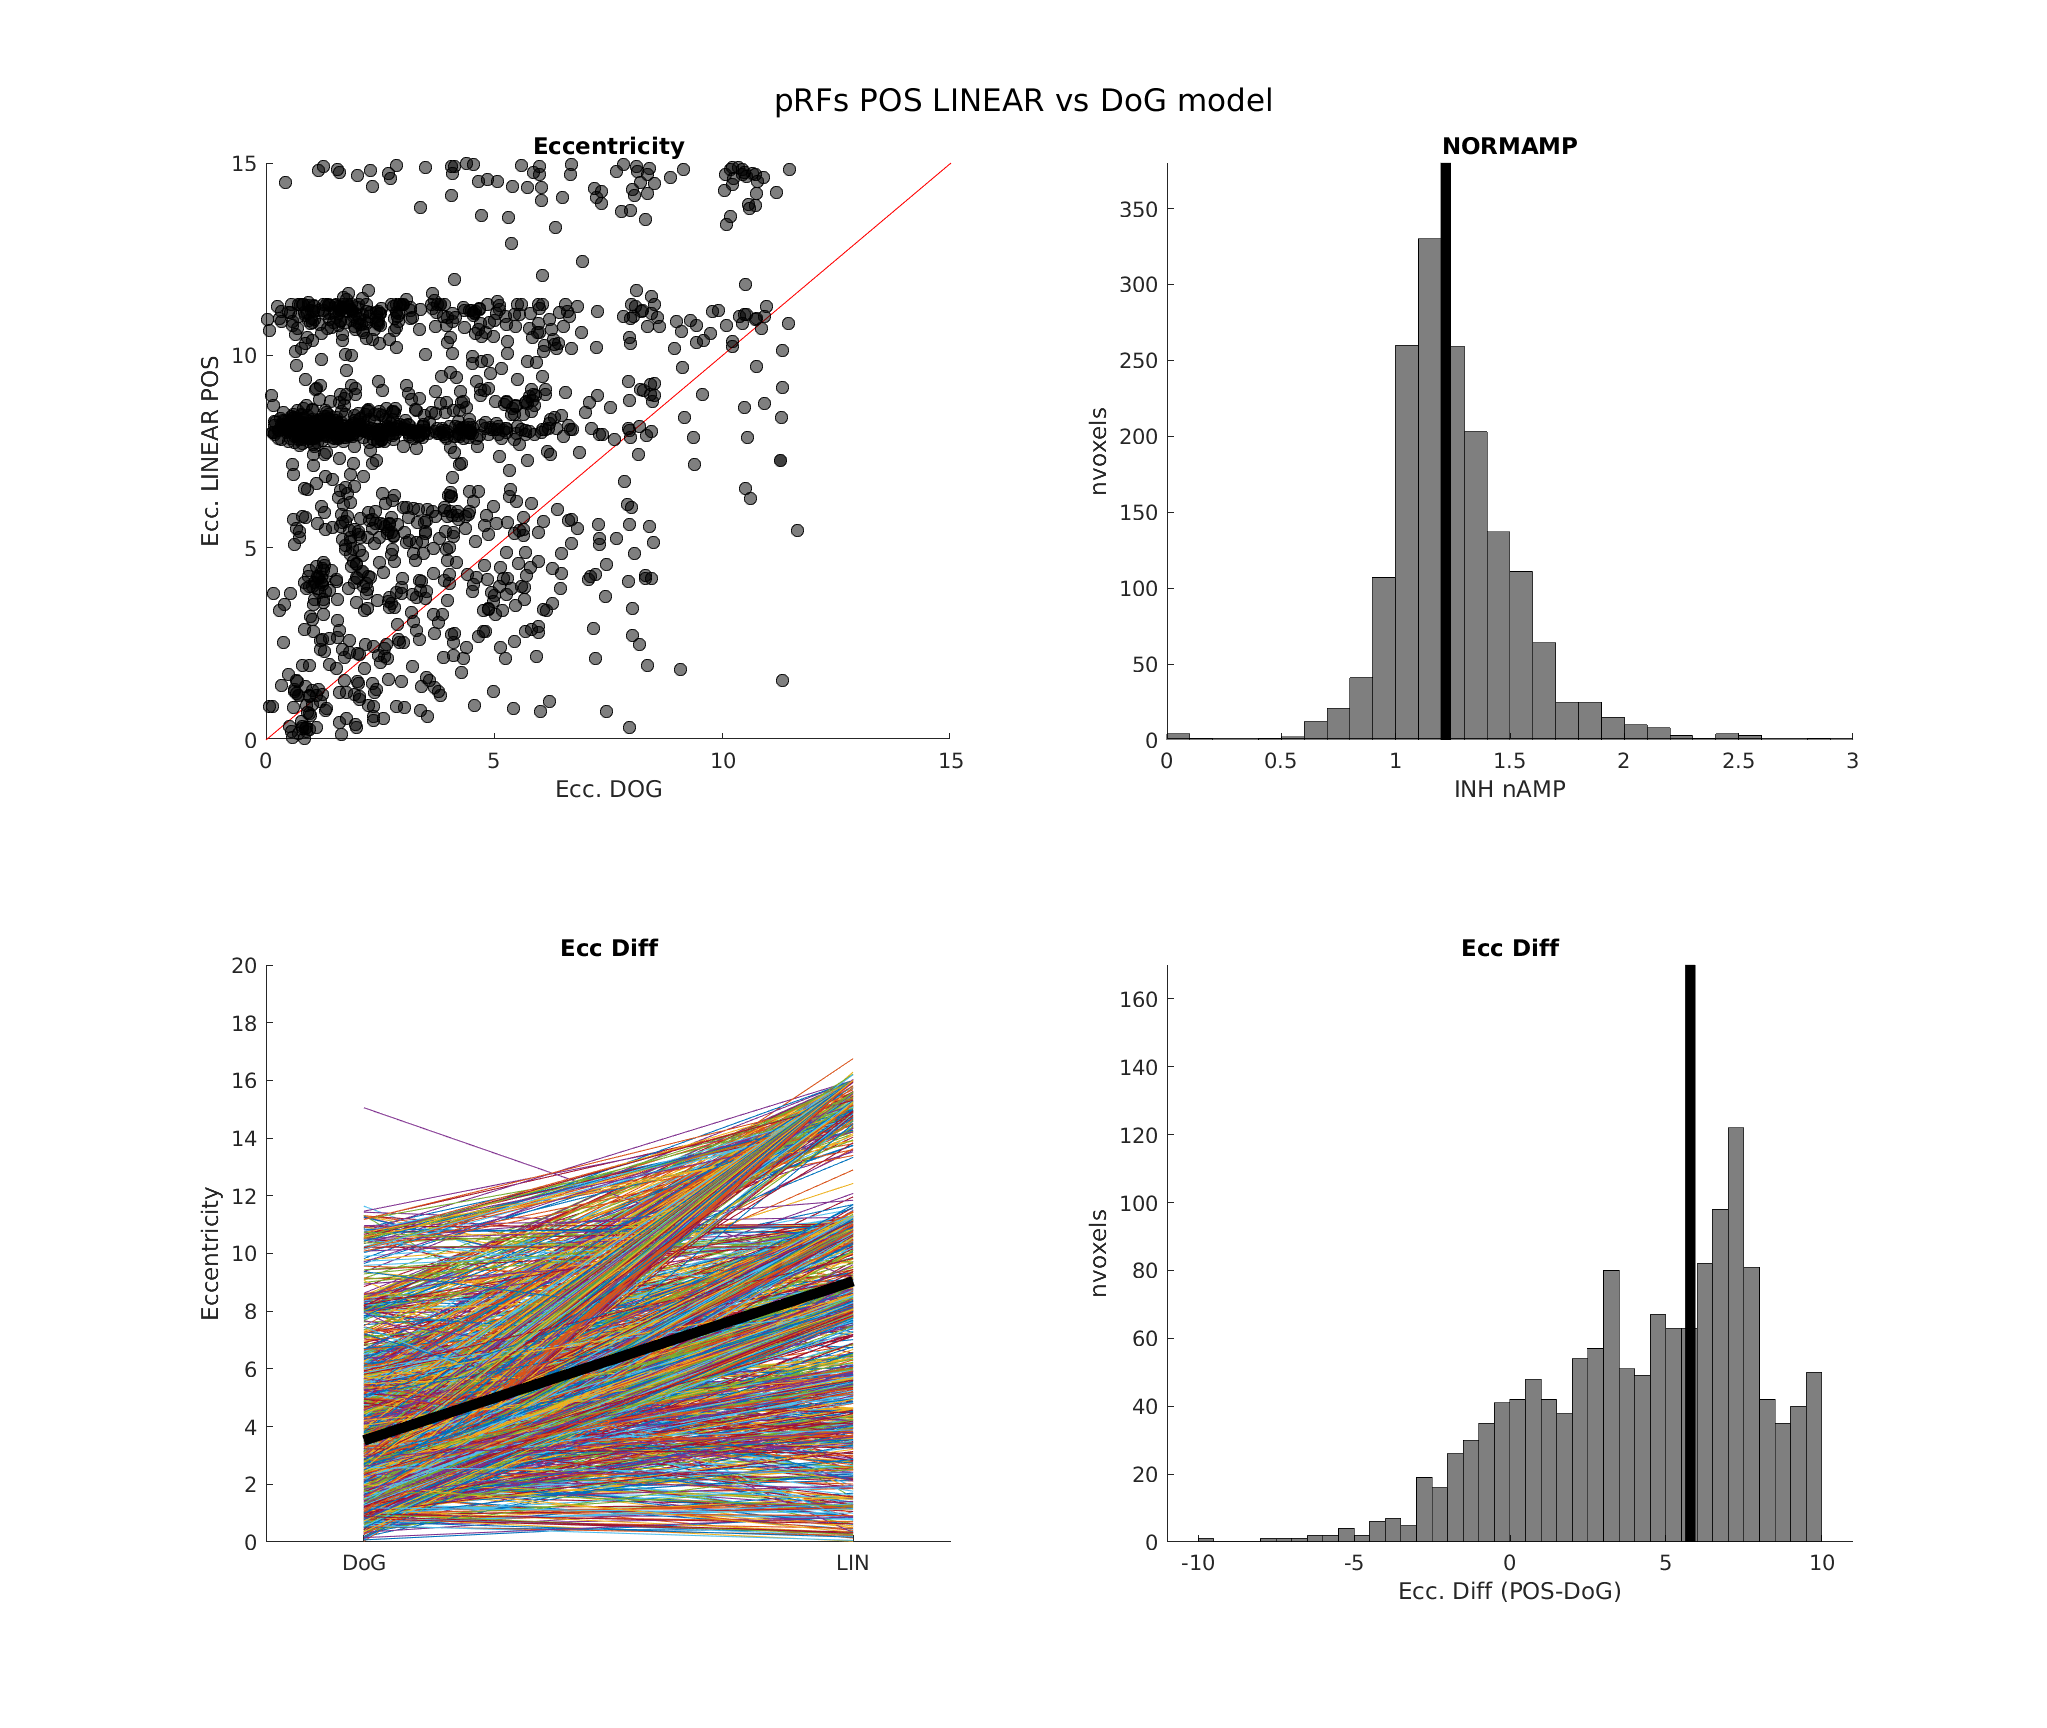 pRFs POS LINEAR vs DoG model
Eccentricity
15
10
5
0
Ecc. LINEAR POS
0 5 10 15
Ecc. DOG
NORMAMP
350
300
250
200
150
100
50
0
nvoxels
0 0.5 1 1.5 2 2.5 3
INH nAMP
Ecc Diff
20
18
16
14
12
10
8
6
4
2
0
Eccentricity
DoG LIN
Ecc Diff
160
140
120
100
80
60
40
20
0
nvoxels
-10 -5 0 5 10
Ecc. Diff (POS-DoG)